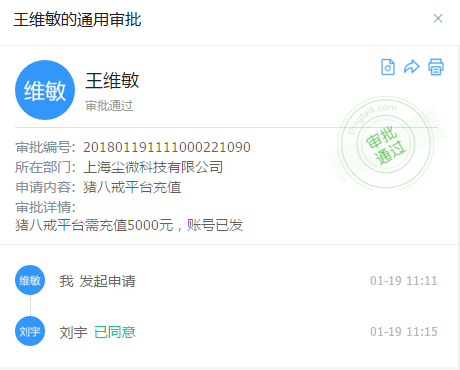 王维敏的通用审批
维敏
王维敏
审批通过
Dingtalk.com
审批
通过
审批编号：201801191111000221090
所在部门：上海尘微科技有限公司
申请内容：猪八戒平台充值
审批详情：
猪八戒平台需充值5000元，账号已发
维敏 我 发起申请 01-19 11:11
刘宇 刘宇 已同意 01-19 11:15